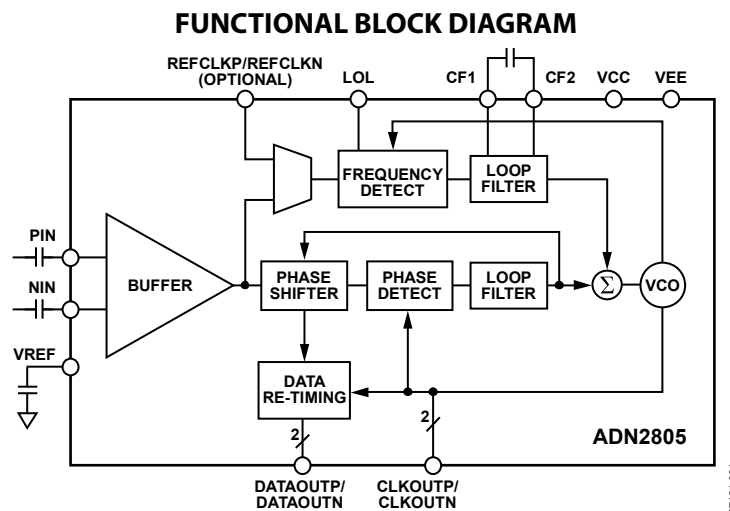 FUNCTIONAL BLOCK DIAGRAM
REFCLKP/REFCLKN
(OPTIONAL)
LOL
CF1
CF2
VCC
VEE
FREQUENCY
DETECT
LOOP
FILTER
PIN
NIN
VREF
BUFFER
PHASE
SHIFTER
PHASE
DETECT
LOOP
FILTER
Σ
VCO
DATA
RE-TIMING
2
2
ADN2805
DATAOUTP/
DATAOUTN
CLKOUTP/
CLKOUTN